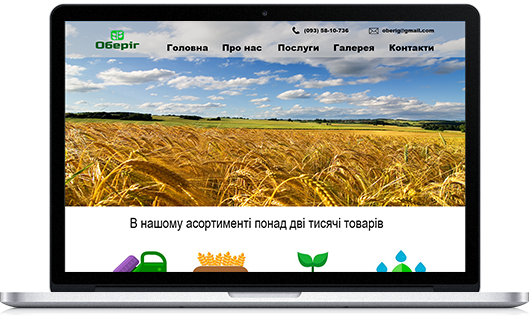 (093) 58-10-736 oberig@gmail.com
Оберіг
Головна Про нас Послуги Галерея Контакти
В нашому асортименті понад дві тисячі товарів